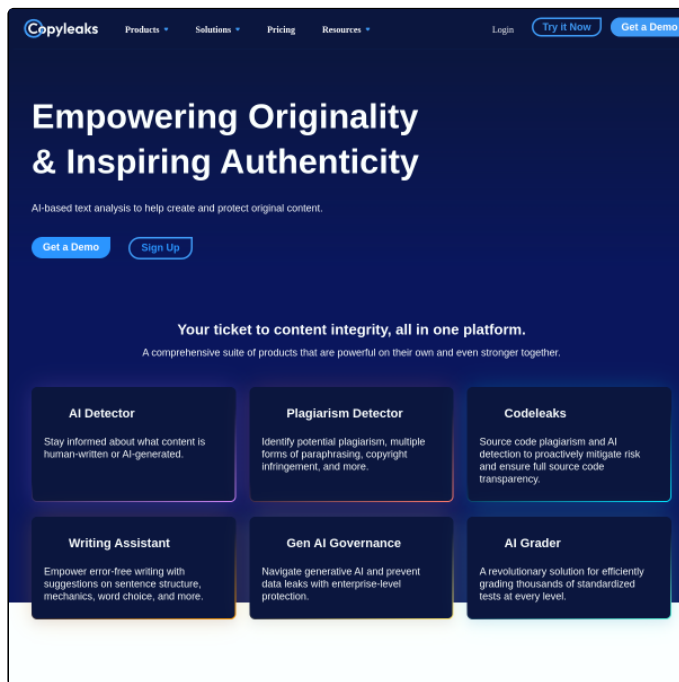 Copyleaks Products Solutions Pricing Resources Login Try it Now Get a Demo
Empowering Originality
& Inspiring Authenticity
AI-based text analysis to help create and protect original content.
Get a Demo Sign Up
Your ticket to content integrity, all in one platform.
A comprehensive suite of products that are powerful on their own and even stronger together.
AI Detector
Stay informed about what content is
human-written or AI-generated.
Plagiarism Detector
Identify potential plagiarism, multiple
forms of paraphrasing, copyright
infringement, and more.
Codeleaks
Source code plagiarism and AI
detection to proactively mitigate risk
and ensure full source code
transparency.
Writing Assistant
Empower error-free writing with
suggestions on sentence structure,
mechanics, word choice, and more.
Gen AI Governance
Navigate generative AI and prevent
data leaks with enterprise-level
protection.
AI Grader
A revolutionary solution for efficiently
grading thousands of standardized
tests at every level.